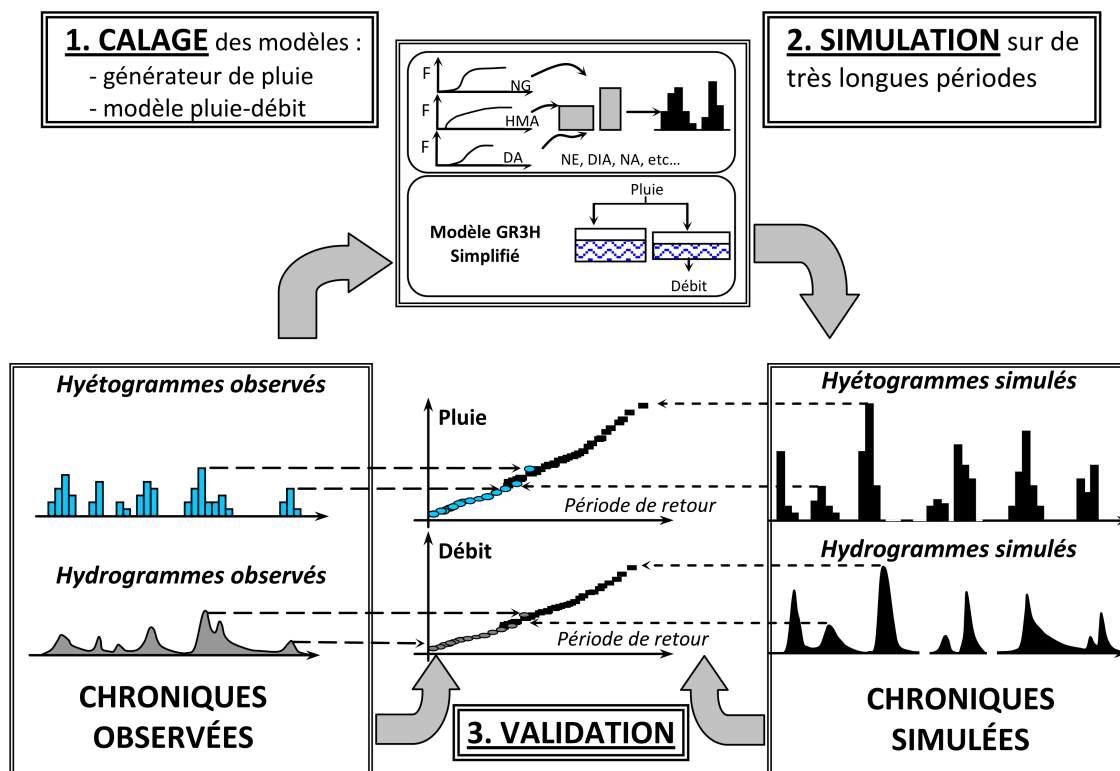 1. CALAGE des modèles :
- générateur de pluie
- modèle pluie-débit
F
NG
F
HMA
F
DA
NE, DIA, NA, etc...
Pluie
Modèle GR3H
Simplifié
Débit
2. SIMULATION sur de
très longues périodes
Hyétogrammes observés
Hydrogrammes observés
CHRONIQUES
OBSERVÉES
Pluie
Période de retour
Débit
Période de retour
3. VALIDATION
Hyétogrammes simulés
Hydrogrammes simulés
CHRONIQUES
SIMULÉES